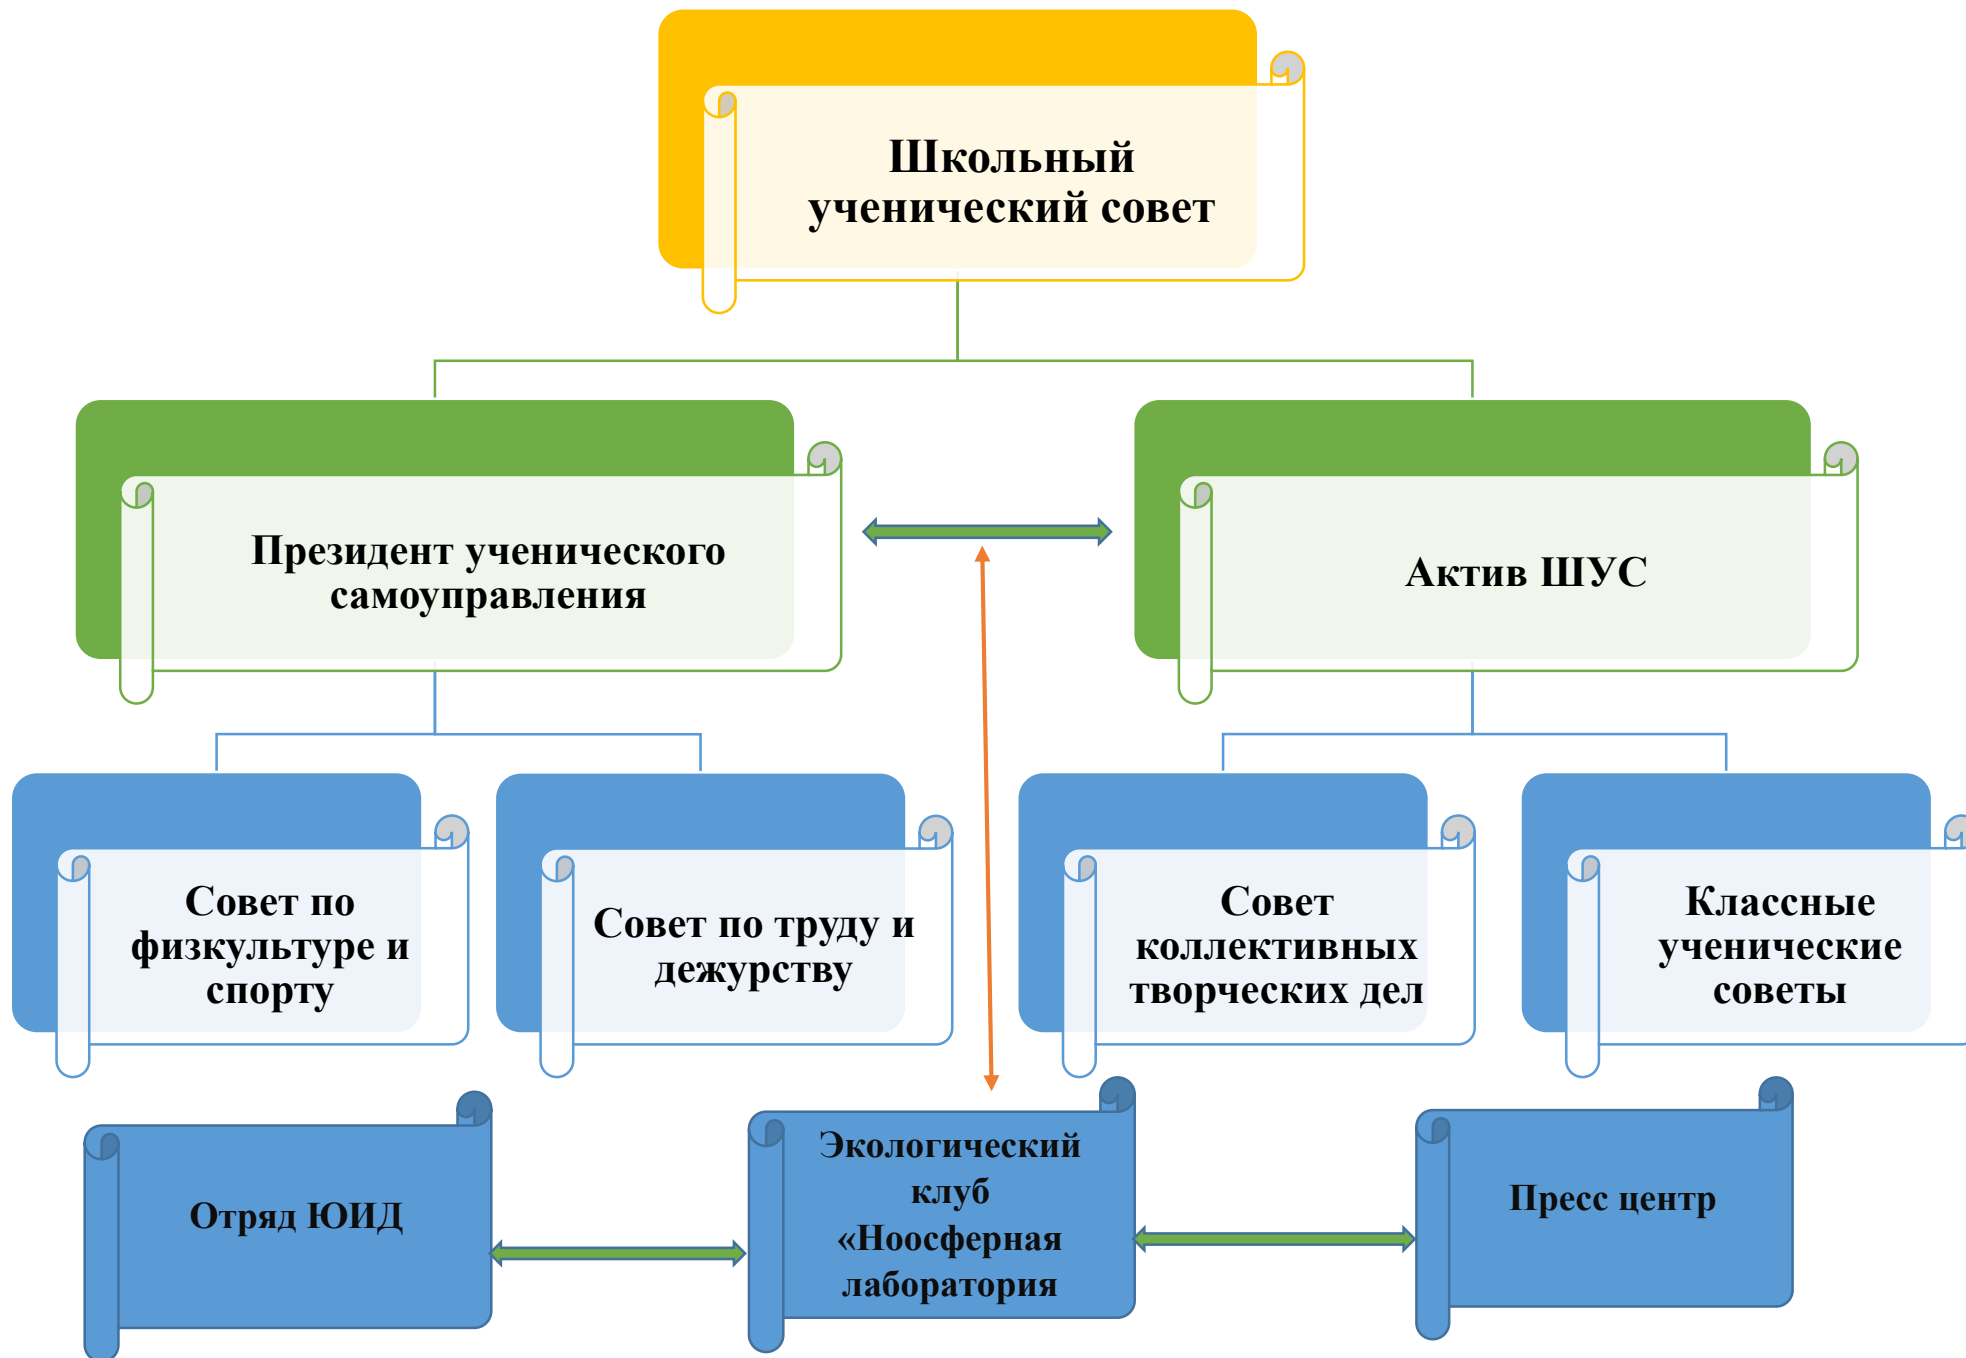 Школьный
ученический совет
Президент ученического
самоуправления
Актив ШУС
Совет по
физкультуре и
спорту
Совет по труду и
дежурству
Совет
коллективных
творческих дел
Классные
ученические
советы
Отряд ЮИД
Экологический
клуб
«Ноосферная
лаборатория
Пресс центр